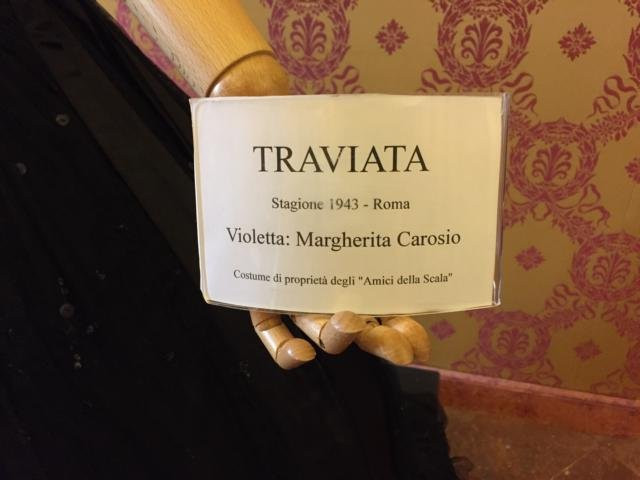 TRAVIATA
Stagione 1943 - Roma
Violetta: Margherita Carosio
Costume di proprietà degli "Amici della Scala"